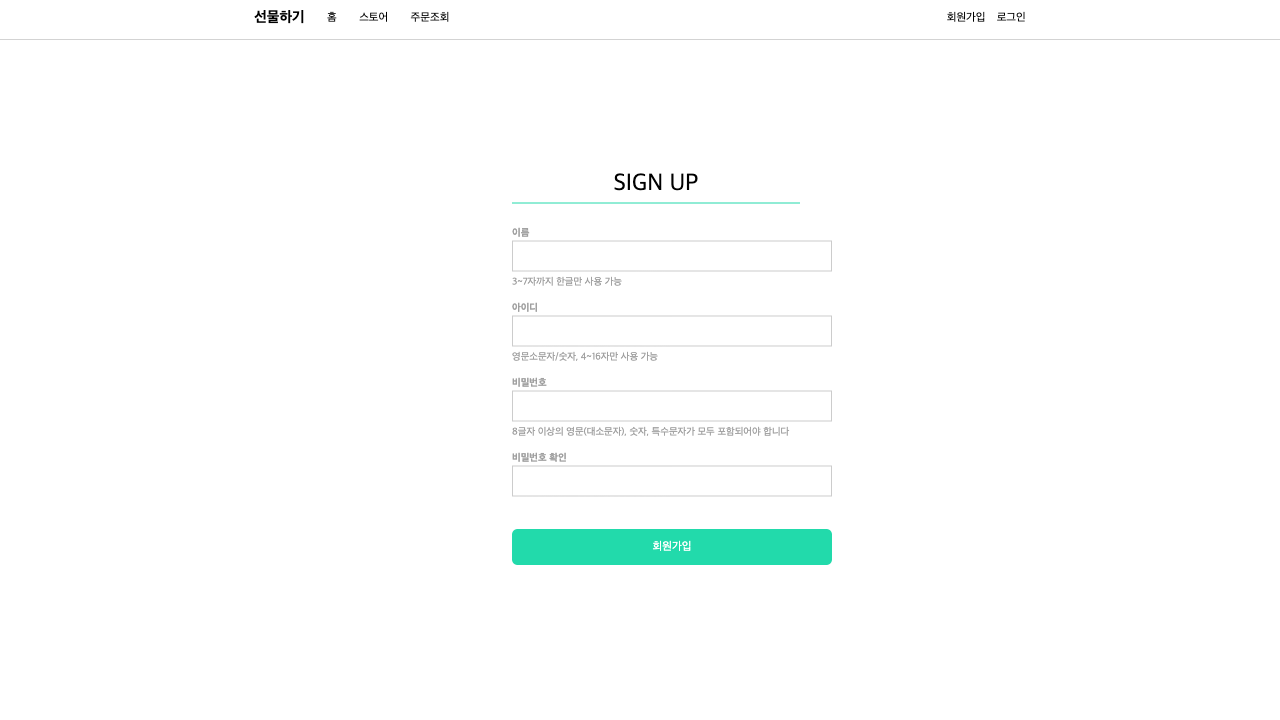 선물하기 홈 스토어 주문조회 회원가입 로그인
SIGN UP
이름
3~7자까지 한글만 사용 가능
아이디
영문소문자/숫자, 4~16자만 사용 가능
비밀번호
8글자 이상의 영문(대소문자), 숫자, 특수문자가 모두 포함되어야 합니다
비밀번호 확인
회원가입